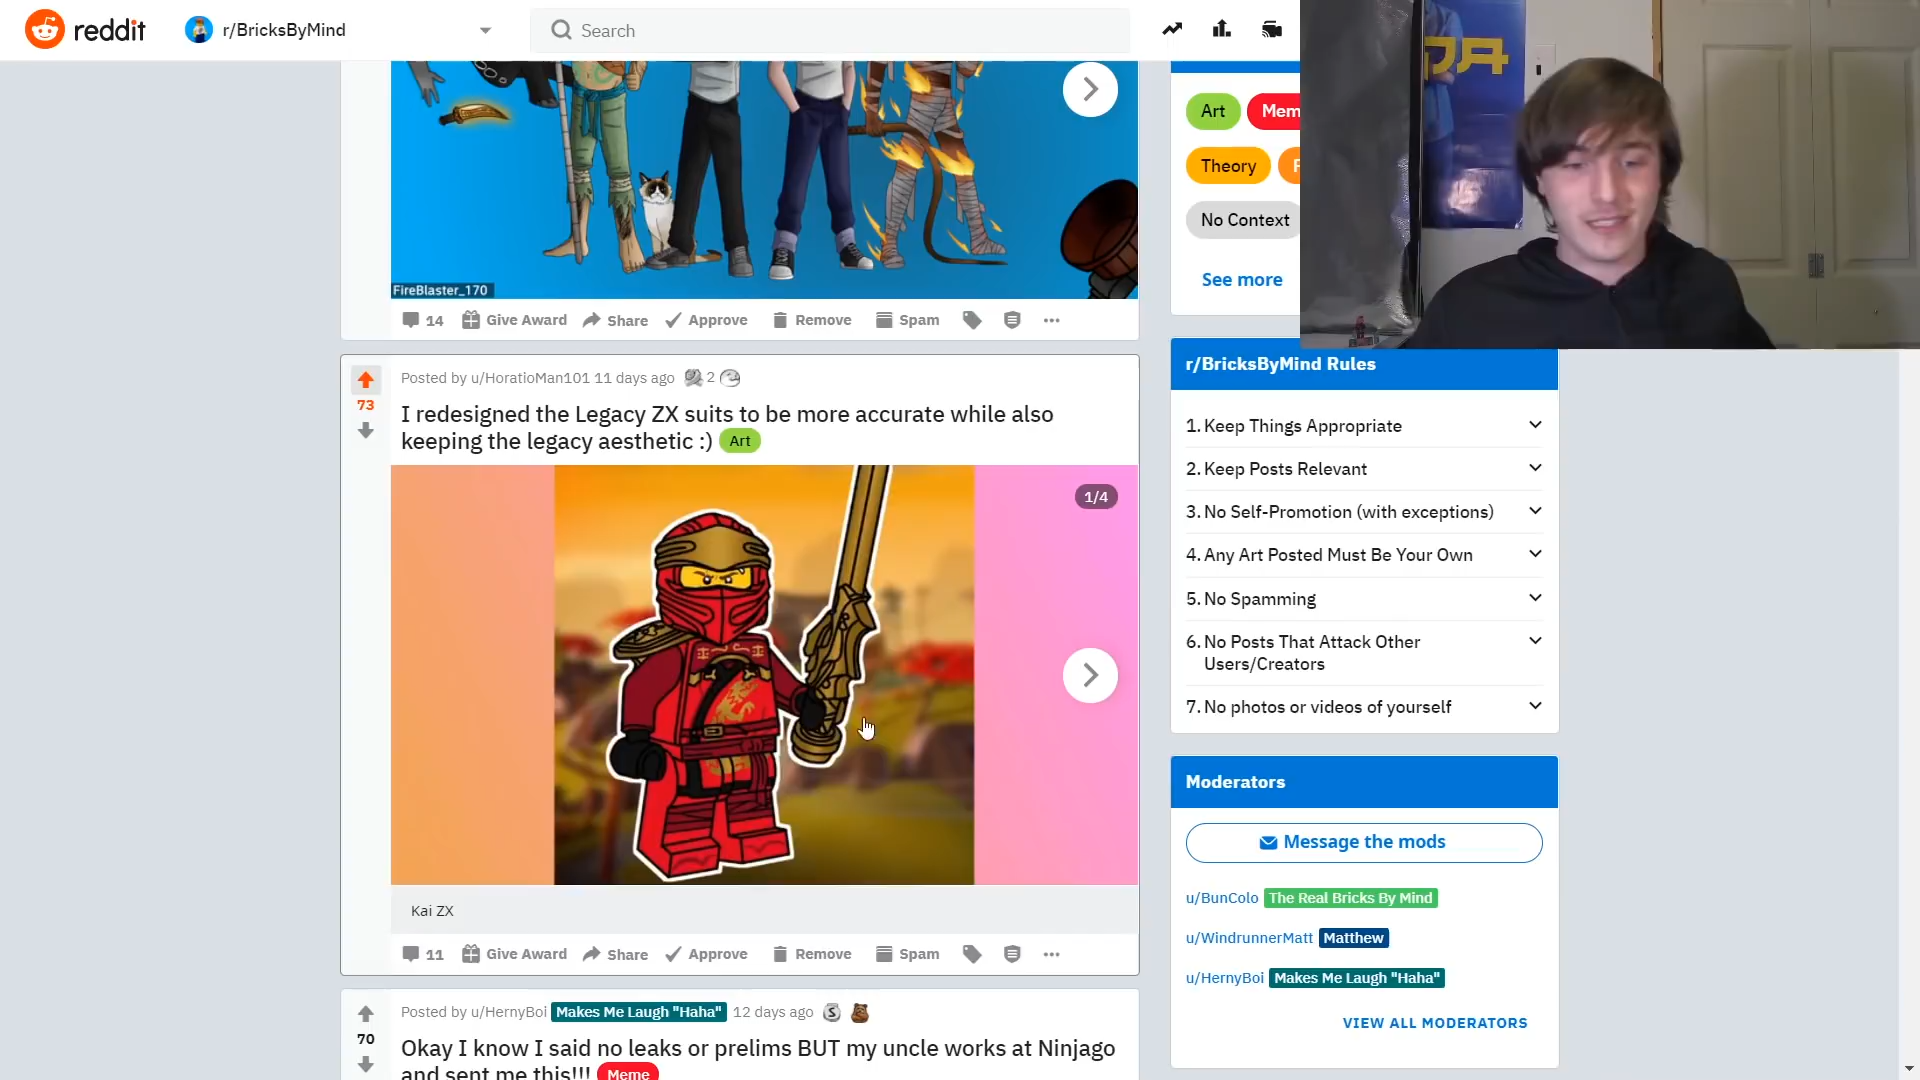 reddit
r/BricksByMind
Search
FireBlaster_170
14 Give Award Share Approve Remove Spam
Posted by u/HoratioMan101 11 days ago 2
73
I redesigned the Legacy ZX suits to be more accurate while also
keeping the legacy aesthetic :) Art
1/4
Kai ZX
11 Give Award Share Approve Remove Spam
Posted by u/HernyBoi Makes Me Laugh "Haha" 12 days ago
70
Okay I know I said no leaks or prelims BUT my uncle works at Ninjago
and sent me this!!! Meme
Art Mem
Theory F
No Context
See more
r/BricksByMind Rules
1. Keep Things Appropriate
2. Keep Posts Relevant
3. No Self-Promotion (with exceptions)
4. Any Art Posted Must Be Your Own
5. No Spamming
6. No Posts That Attack Other
Users/Creators
7. No photos or videos of yourself
Moderators
Message the mods
u/BunColo The Real Bricks By Mind
u/WindrunnerMatt Matthew
u/HernyBoi Makes Me Laugh "Haha"
VIEW ALL MODERATORS